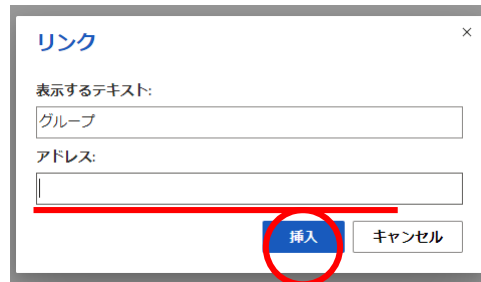 リンク
×
表示するテキスト:
グループ
アドレス:
挿入
キャンセル